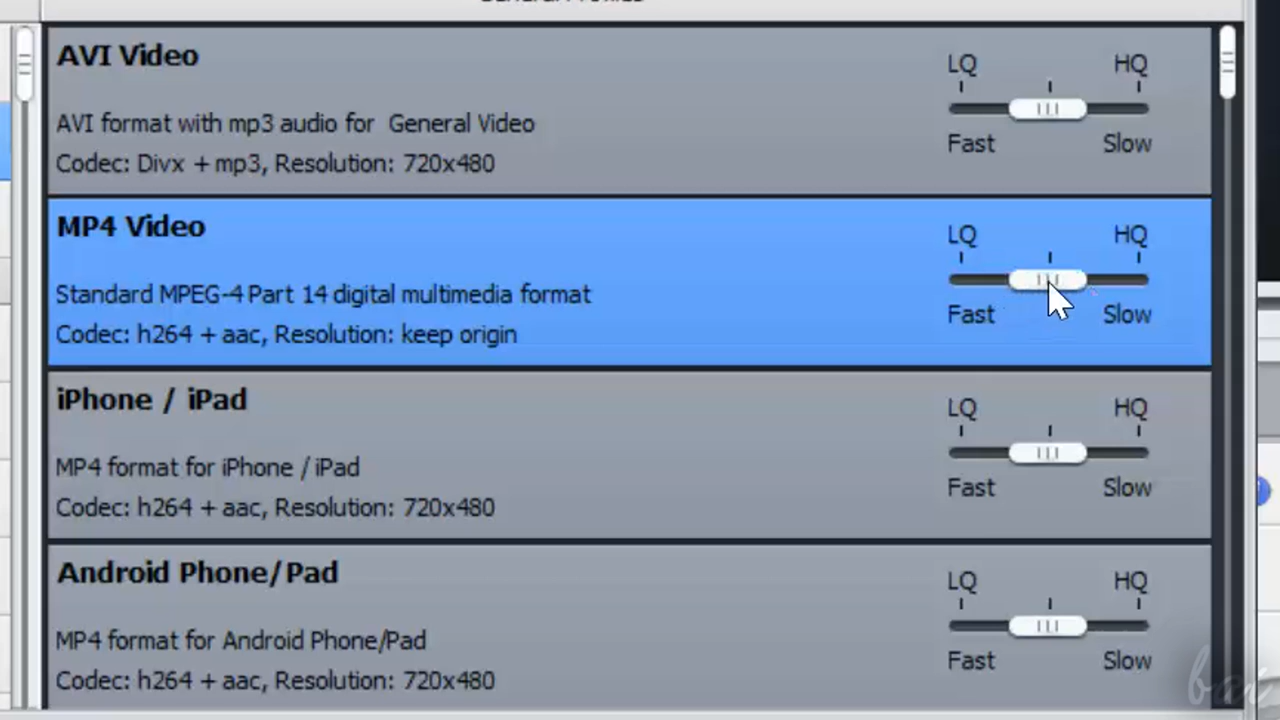 AVI Video
LQ HQ
AVI format with mp3 audio for General Video
Fast Slow
Codec: Divx + mp3, Resolution: 720x480
MP4 Video
LQ HQ
Standard MPEG-4 Part 14 digital multimedia format
Fast Slow
Codec: h264 + aac, Resolution: keep origin
iPhone / iPad
LQ HQ
MP4 format for iPhone / iPad
Fast Slow
Codec: h264 + aac, Resolution: 720x480
Android Phone/Pad
LQ HQ
MP4 format for Android Phone/Pad
Fast Slow
Codec: h264 + aac, Resolution: 720x480